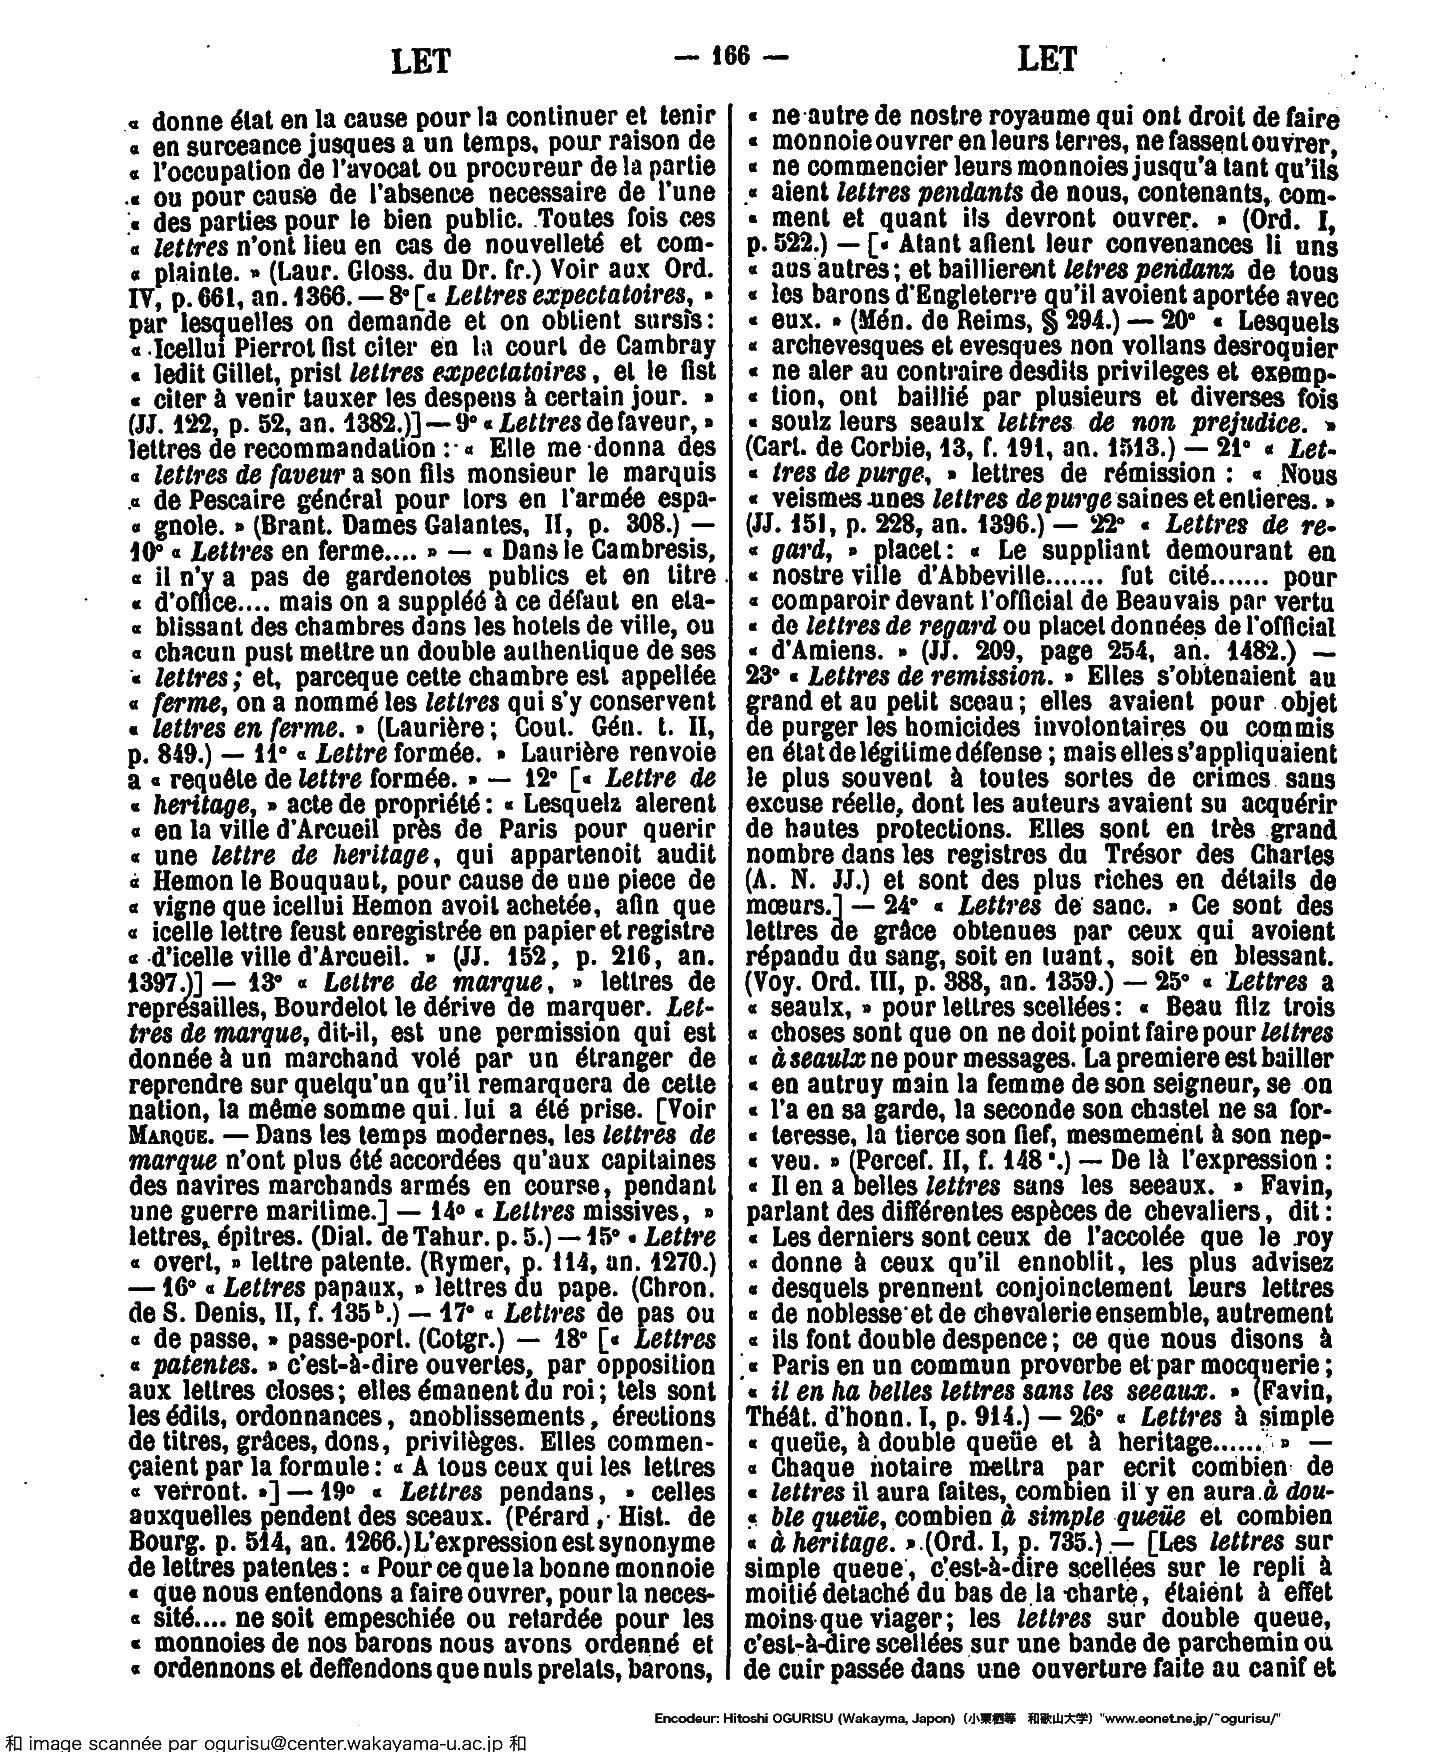 LET — 166 — LET
« donne état en la cause pour la continuer et tenir
« en surceance jusques a un temps, pour raison de
« l'occupation de l'avocat ou procureur de la partie
« ou pour cause de l'absence necessaire de l'une
« des parties pour le bien public. Toutes fois ces
« lettres n'ont lieu en cas de nouvelleté et com-
« plainte. » (Laur. Gloss. du Dr. fr.) Voir aux Ord.
IV, p. 661, an. 1366. — 8° [« Lettres expectatoires, »
par lesquelles on demande et on obtient sursis :
« Icellui Pierrot fist citer en la court de Cambray
« ledit Gillet, prist lettres expectatoires, et le fist
« citer à venir tauxer les despens à certain jour. »
(JJ. 122, p. 52, an. 1382.)] — 9° « Lettres de faveur, »
lettres de recommandation : « Elle me donna des
« lettres de faveur a son fils monsieur le marquis
« de Pescaire général pour lors en l'armée espa-
« gnole. » (Brant. Dames Galantes, II, p. 308.) —
10° « Lettres en ferme.... » — « Dans le Cambresis,
« il n'y a pas de gardenotes publics et en titre
« d'office.... mais on a suppléé à ce défaut en eta-
« blissant des chambres dans les hotels de ville, ou
« chacun pust mettre un double authentique de ses
« lettres ; et, parceque cette chambre est appellée
« ferme, on a nommé les lettres qui s'y conservent
« lettres en ferme. » (Laurière ; Cout. Gén. t. II,
p. 849.) — 11° « Lettre formée. » Laurière renvoie
a « requête de lettre formée. » — 12° [« Lettre de
« heritage, » acte de propriété : « Lesquelz alerent
« en la ville d'Arcueil près de Paris pour querir
« une lettre de heritage, qui appartenoit audit
« Hemon le Bouquaut, pour cause de une piece de
« vigne que icellui Hemon avoit achetée, afin que
« icelle lettre feust enregistrée en papier et registre
« d'icelle ville d'Arcueil. » (JJ. 152, p. 216, an.
1397.)] — 13° « Lettre de marque, » lettres de
représailles, Bourdelot le dérive de marquer. Let-
tres de marque, dit-il, est une permission qui est
donnée à un marchand volé par un étranger de
reprendre sur quelqu'un qu'il remarquera de cette
nation, la même somme qui lui a été prise. [Voir
MARQUE. — Dans les temps modernes, les lettres de
marque n'ont plus été accordées qu'aux capitaines
des navires marchands armés en course, pendant
une guerre maritime.] — 14° « Lettres missives, »
lettres, épitres. (Dial. de Tahur. p. 5.) — 15° « Lettre
« overt, » lettre patente. (Rymer, p. 114, an. 1270.)
— 16° « Lettres papaux, » lettres du pape. (Chron.
de S. Denis, II, f. 135 b.) — 17° « Lettres de pas ou
« de passe, » passe-port. (Cotgr.) — 18° [« Lettres
« patentes. » c'est-à-dire ouvertes, par opposition
aux lettres closes ; elles émanent du roi ; tels sont
les édits, ordonnances, anoblissements, érections
de titres, grâces, dons, privilèges. Elles commen-
çaient par la formule : « A tous ceux qui les lettres
« verront. »] — 19° « Lettres pendans, » celles
auxquelles pendent des sceaux. (Pérard, Hist. de
Bourg. p. 514, an. 1266.) L'expression est synonyme
de lettres patentes : « Pour ce que la bonne monnoie
« que nous entendons a faire ouvrer, pour la neces-
« sité.... ne soit empeschiée ou retardée pour les
« monnoies de nos barons nous avons ordenné et
« ordennons et deffendons que nuls prelats, barons,
« ne autre de nostre royaume qui ont droit de faire
« monnoie ouvrer en leurs terres, ne fassent ouvrer,
« ne commencier leurs monnoies jusqu'a tant qu'ils
« aient lettres pendants de nous, contenants, com-
« ment et quant ils devront ouvrer. » (Ord. I,
p. 522.) — [« Atant afient leur convenances li uns
« aus autres ; et baillierent letres pendanz de tous
« les barons d'Engleterre qu'il avoient aportée avec
« eux. » (Mén. de Reims, § 294.) — 20° « Lesquels
« archevesques et evesques non vollans desroquier
« ne aler au contraire desdits privileges et exemp-
« tion, ont baillié par plusieurs et diverses fois
« soulz leurs seaulx lettres de non prejudice. »
(Cart. de Corbie, 13, f. 191, an. 1513.) — 21° « Let-
« tres de purge, » lettres de rémission : « Nous
« veismes unes lettres de purge saines et entieres. »
(JJ. 151, p. 228, an. 1396.) — 22° « Lettres de re-
« gard, » placet : « Le suppliant demourant en
« nostre ville d'Abbeville....... fut cité....... pour
« comparoir devant l'official de Beauvais par vertu
« de lettres de regard ou placet données de l'official
« d'Amiens. » (JJ. 209, page 254, an. 1482.) —
23° « Lettres de remission. » Elles s'obtenaient au
grand et au petit sceau ; elles avaient pour objet
de purger les homicides involontaires ou commis
en état de légitime défense ; mais elles s'appliquaient
le plus souvent à toutes sortes de crimes sans
excuse réelle, dont les auteurs avaient su acquérir
de hautes protections. Elles sont en très grand
nombre dans les registres du Trésor des Chartes
(A. N. JJ.) et sont des plus riches en détails de
mœurs.] — 24° « Lettres de sanc. » Ce sont des
lettres de grâce obtenues par ceux qui avoient
répandu du sang, soit en tuant, soit en blessant.
(Voy. Ord. III, p. 388, an. 1359.) — 25° « Lettres a
« seaulx, » pour lettres scellées : « Beau filz trois
« choses sont que on ne doit point faire pour lettres
« à seaulx ne pour messages. La premiere est bailler
« en autruy main la femme de son seigneur, se on
« l'a en sa garde, la seconde son chastel ne sa for-
« teresse, la tierce son fief, mesmement à son nep-
« veu. » (Percef. II, f. 148 a.) — De là l'expression :
« Il en a belles lettres sans les seeaux. » Favin,
parlant des différentes espèces de chevaliers, dit :
« Les derniers sont ceux de l'accolée que le roy
« donne à ceux qu'il ennoblit, les plus advisez
« desquels prennent conjoinctement leurs lettres
« de noblesse et de chevalerie ensemble, autrement
« ils font double despence ; ce que nous disons à
« Paris en un commun proverbe et par mocquerie ;
« il en ha belles lettres sans les seeaux. » (Favin,
Théât. d'honn. I, p. 914.) — 26° « Lettres à simple
« queüe, à double queüe et à heritage...... » —
« Chaque notaire mettra par ecrit combien de
« lettres il aura faites, combien il y en aura à dou-
« ble queüe, combien à simple queüe et combien
« à heritage. » (Ord. I, p. 735.) — [Les lettres sur
simple queue, c'est-à-dire scellées sur le repli à
moitié détaché du bas de la charte, étaient à effet
moins que viager ; les lettres sur double queue,
c'est-à-dire scellées sur une bande de parchemin ou
de cuir passée dans une ouverture faite au canif et
Encodeur: Hitoshi OGURISU (Wakayma, Japon) (小栗栖等 和歌山大学) "www.eonet.ne.jp/~ogurisu/"
和 image scannée par ogurisu@center.wakayama-u.ac.jp 和